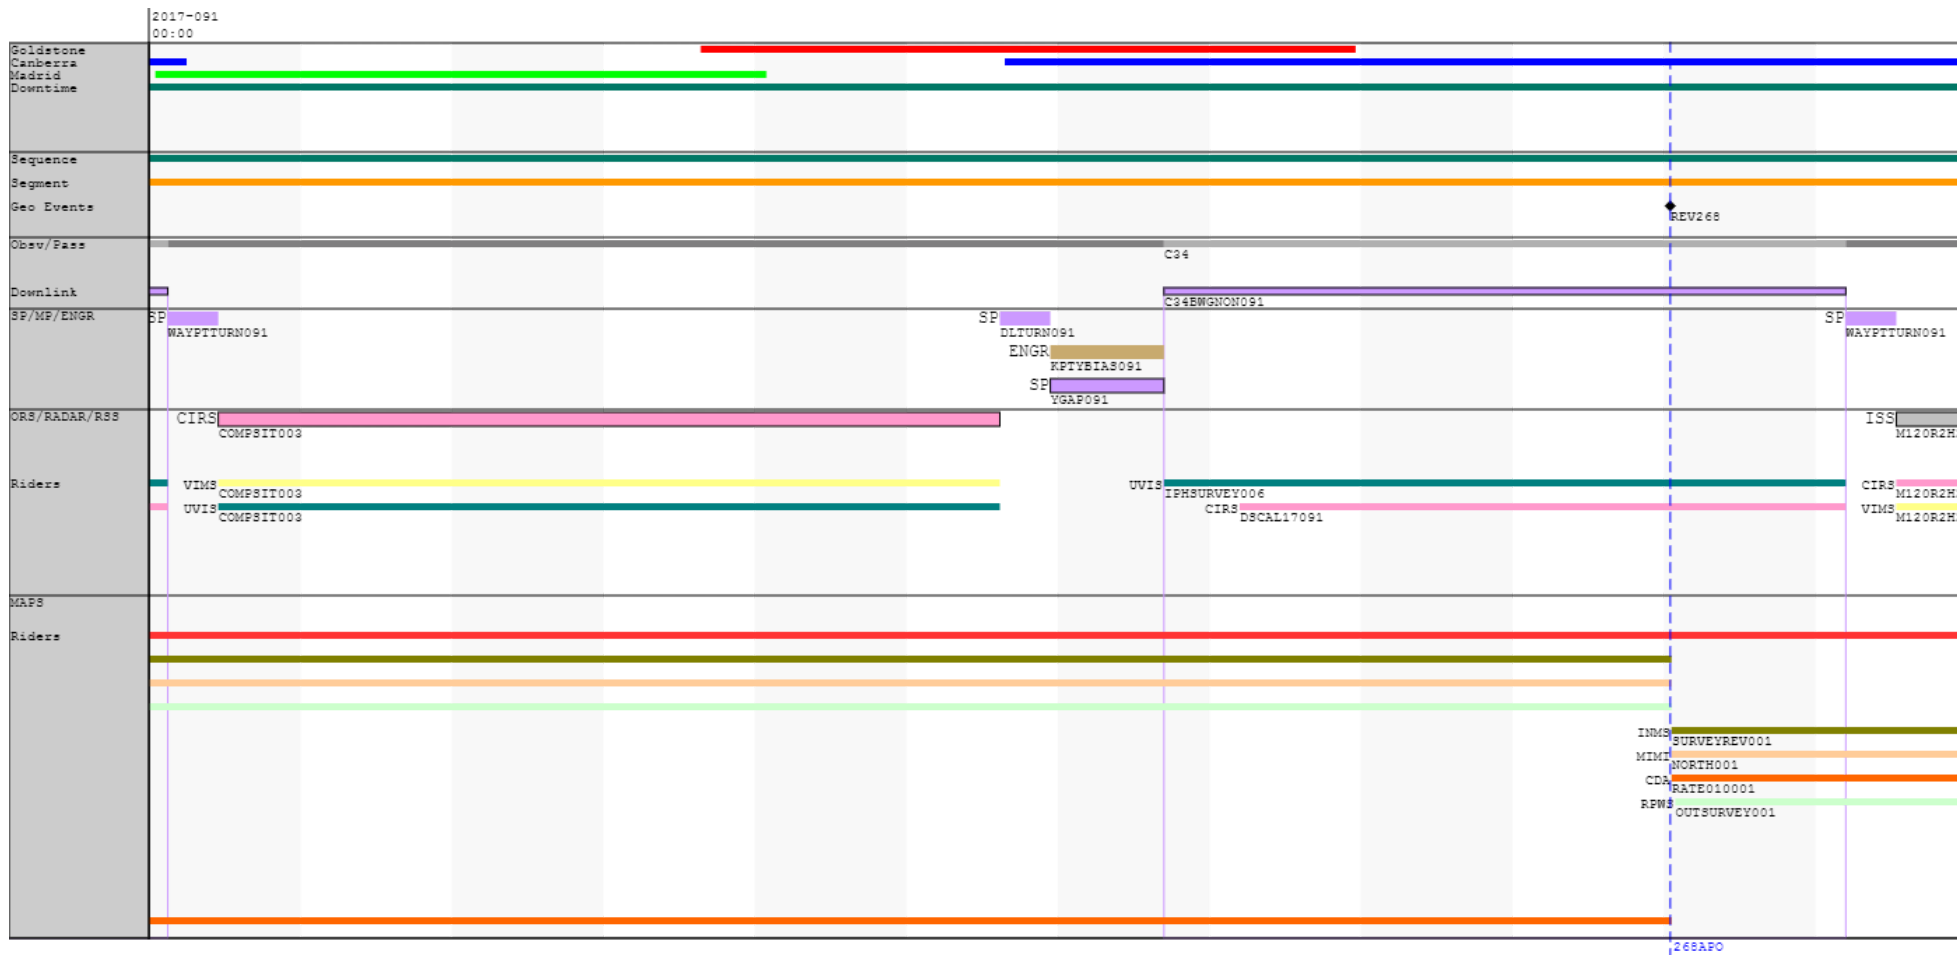 2017-091
00:00
Goldstone
Canberra
Madrid
Downtime
Sequence
Segment
Geo Events
REV268
Obsv/Pass
C34
Downlink
C34BWGNON091
SP/MP/ENGR
SP
WAYPTTURN091
SP
DLTURN091
SP
WAYPTTURN091
ENGR
KPTYBIAS091
SP
YGAP091
ORS/RADAR/RSS
CIRS
COMPSIT003
ISS
M120R2H
Riders
VIMS
COMPSIT003
UVIS
IPHSURVEY006
CIRS
M120R2H
UVIS
COMPSIT003
CIRS
DSCAL17091
VIMS
M120R2H
MAPS
Riders
INMS
SURVEYREV001
MIMI
NORTH001
CDA
RATE010001
RPWS
OUTSURVEY001
268APO